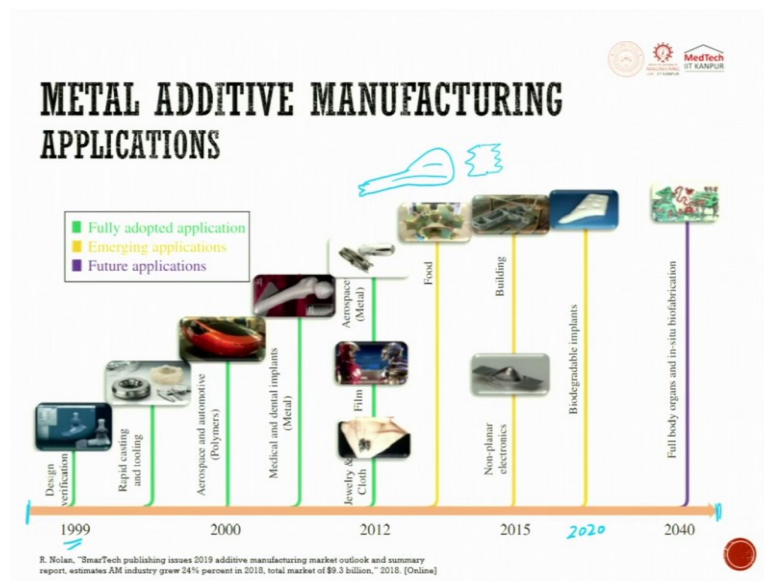 MedTech
IIT KANPUR
METAL ADDITIVE MANUFACTURING
APPLICATIONS
Fully adopted application
Emerging applications
Future applications
Design
verification
Rapid casting
and tooling
Aerospace and automotive
(Polymers)
Medical and dental implants
(Metal)
Aerospace
(Metal)
Film
Jewelry &
Cloth
Food
Building
Non-planar
electronics
Biodegradable implants
Full body organs and in-situ biofabrication
1999
2000
2012
2015
2020
2040
R. Nolan, "SmarTech publishing issues 2019 additive manufacturing market outlook and summary
report, estimates AM industry grew 24% percent in 2018, total market of $9.3 billion," 2018. [Online]